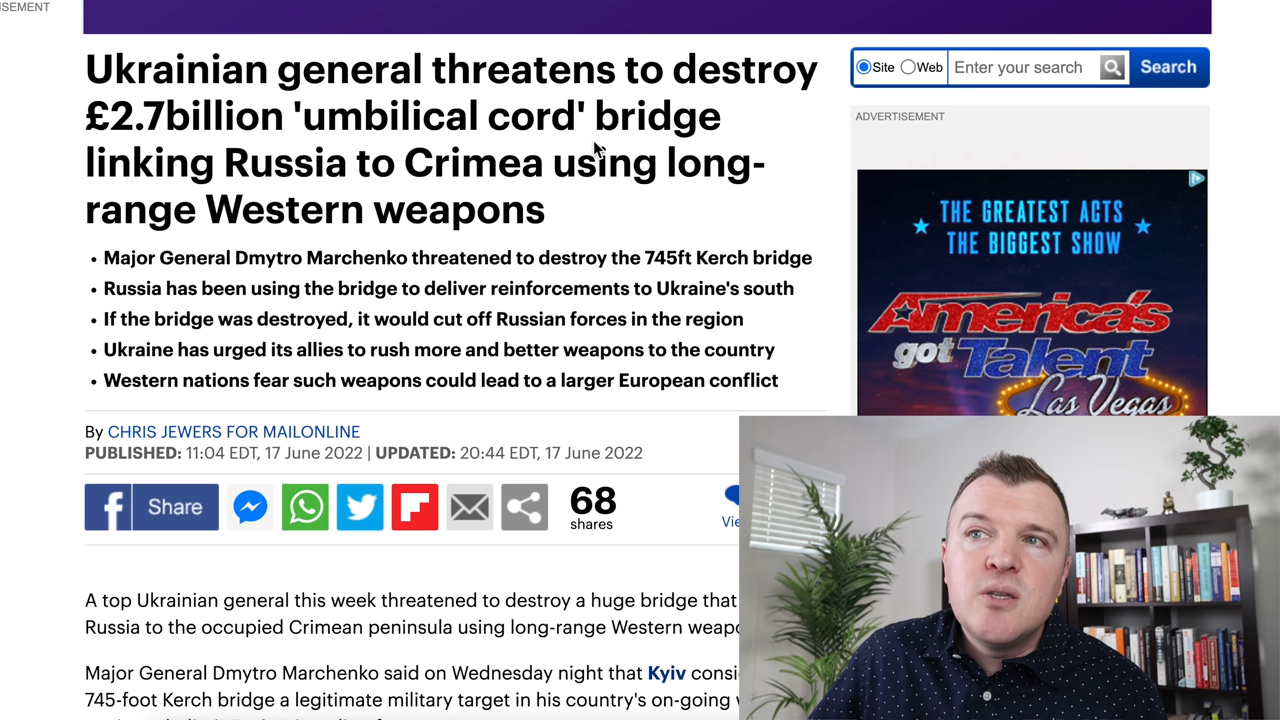 ISEMENT
Ukrainian general threatens to destroy
£2.7billion 'umbilical cord' bridge
linking Russia to Crimea using long-
range Western weapons
• Major General Dmytro Marchenko threatened to destroy the 745ft Kerch bridge
• Russia has been using the bridge to deliver reinforcements to Ukraine's south
• If the bridge was destroyed, it would cut off Russian forces in the region
• Ukraine has urged its allies to rush more and better weapons to the country
• Western nations fear such weapons could lead to a larger European conflict
By CHRIS JEWERS FOR MAILONLINE
PUBLISHED: 11:04 EDT, 17 June 2022 | UPDATED: 20:44 EDT, 17 June 2022
Share
68
shares
Vie
A top Ukrainian general this week threatened to destroy a huge bridge that
Russia to the occupied Crimean peninsula using long-range Western weapo
Major General Dmytro Marchenko said on Wednesday night that Kyiv consi
745-foot Kerch bridge a legitimate military target in his country's on-going
Site Web Enter your search Search
ADVERTISEMENT
THE GREATEST ACTS
THE BIGGEST SHOW
America's
got Talent
Las Vegas